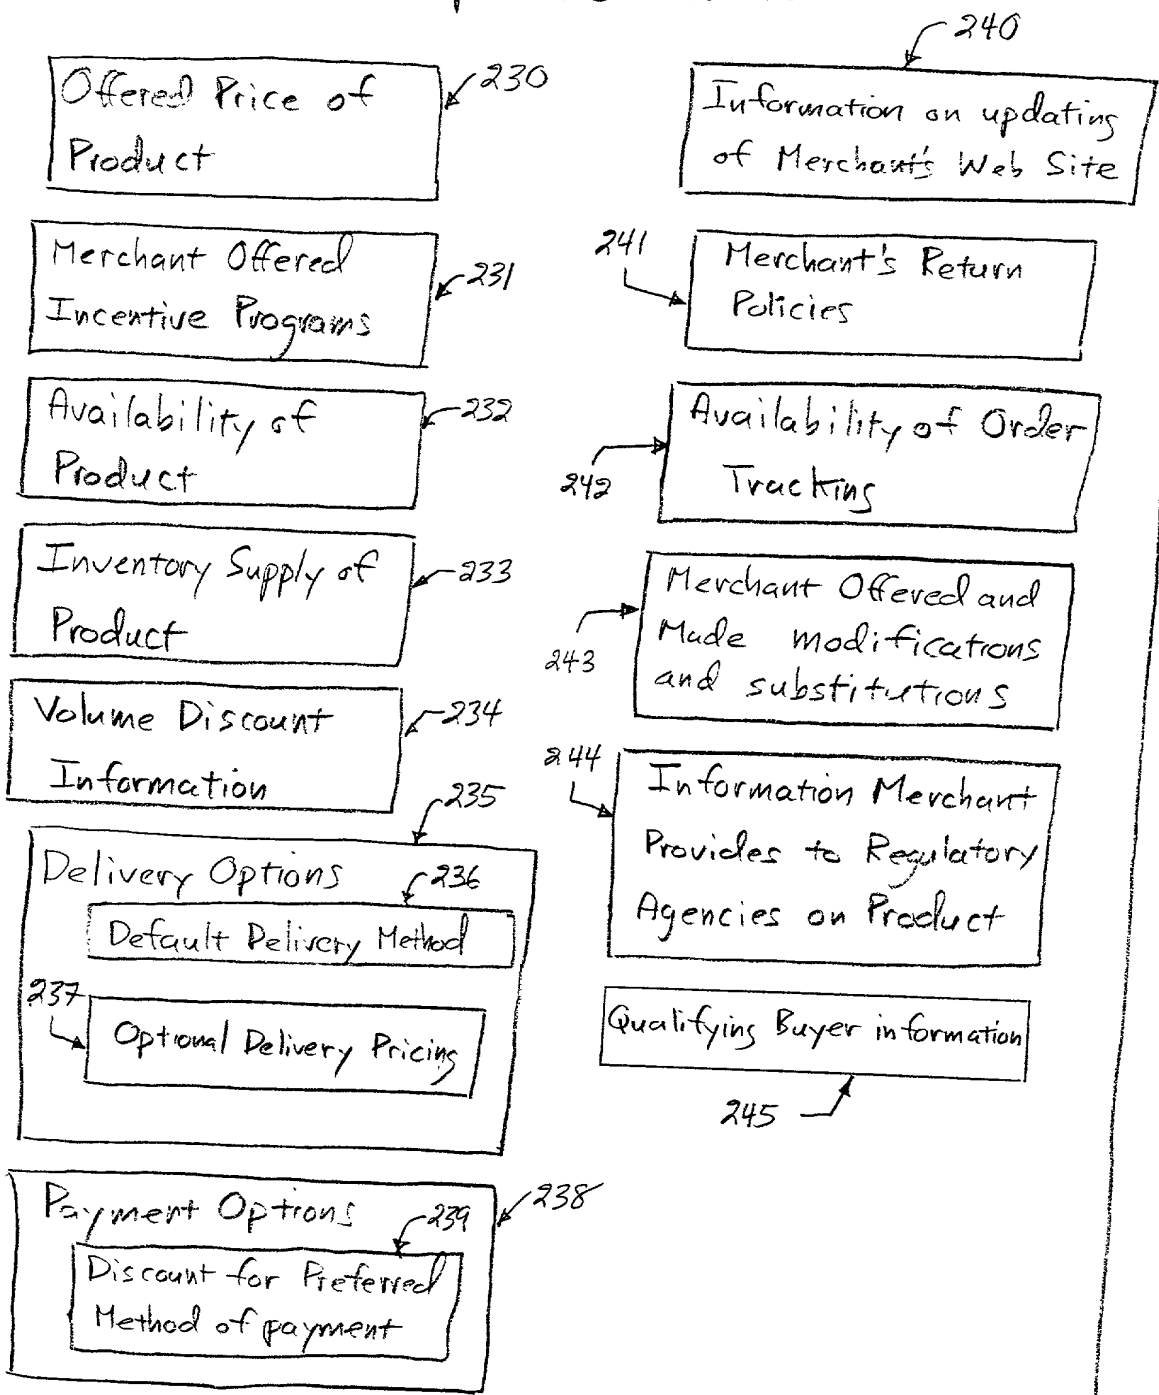 230
Offered Price of
Product
Merchant Offered
Incentive Programs
231
Availability of
Product
232
Inventory Supply of
Product
233
Volume Discount
Information
234
235
Delivery Options
236
Default Delivery Method
237
Optional Delivery Pricing
Payment Options
238
239
Discount for Preferred
Method of payment
240
Information on updating
of Merchant's Web Site
241
Merchant's Return
Policies
Availability of Order
Tracking
242
Merchant Offered and
Made modifications
and substitutions
243
244
Information Merchant
Provides to Regulatory
Agencies on Product
Qualifying Buyer information
245